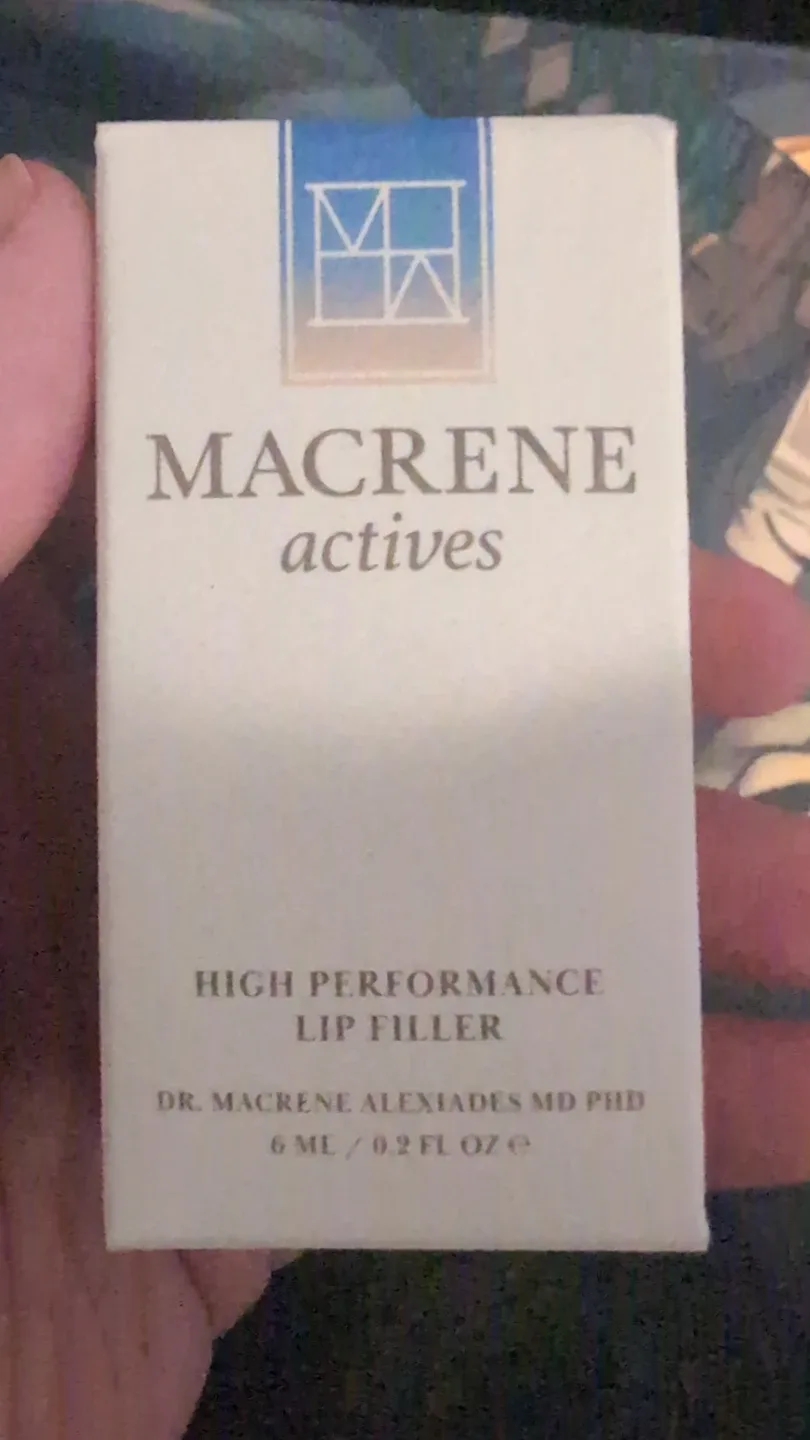 MACRENE
actives
HIGH PERFORMANCE
LIP FILLER
DR. MACRENE ALEXIADES MD PHD
6 ML / 0.2 FL OZ ℮